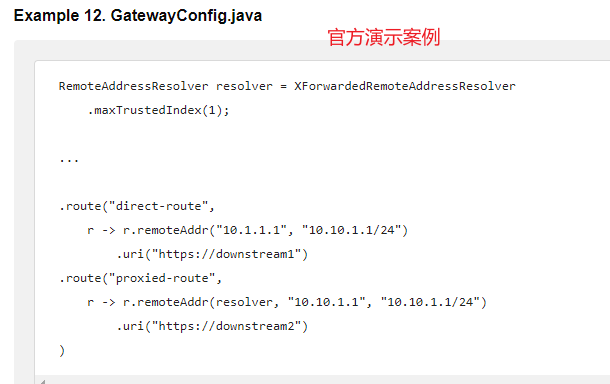 Example 12. GatewayConfig.java
官方演示案例
RemoteAddressResolver resolver = XForwardedRemoteAddressResolver
    .maxTrustedIndex(1);
...
.route("direct-route",
    r -> r.remoteAddr("10.1.1.1", "10.10.1.1/24")
        .uri("https://downstream1")
.route("proxied-route",
    r -> r.remoteAddr(resolver, "10.10.1.1", "10.10.1.1/24")
        .uri("https://downstream2")
)